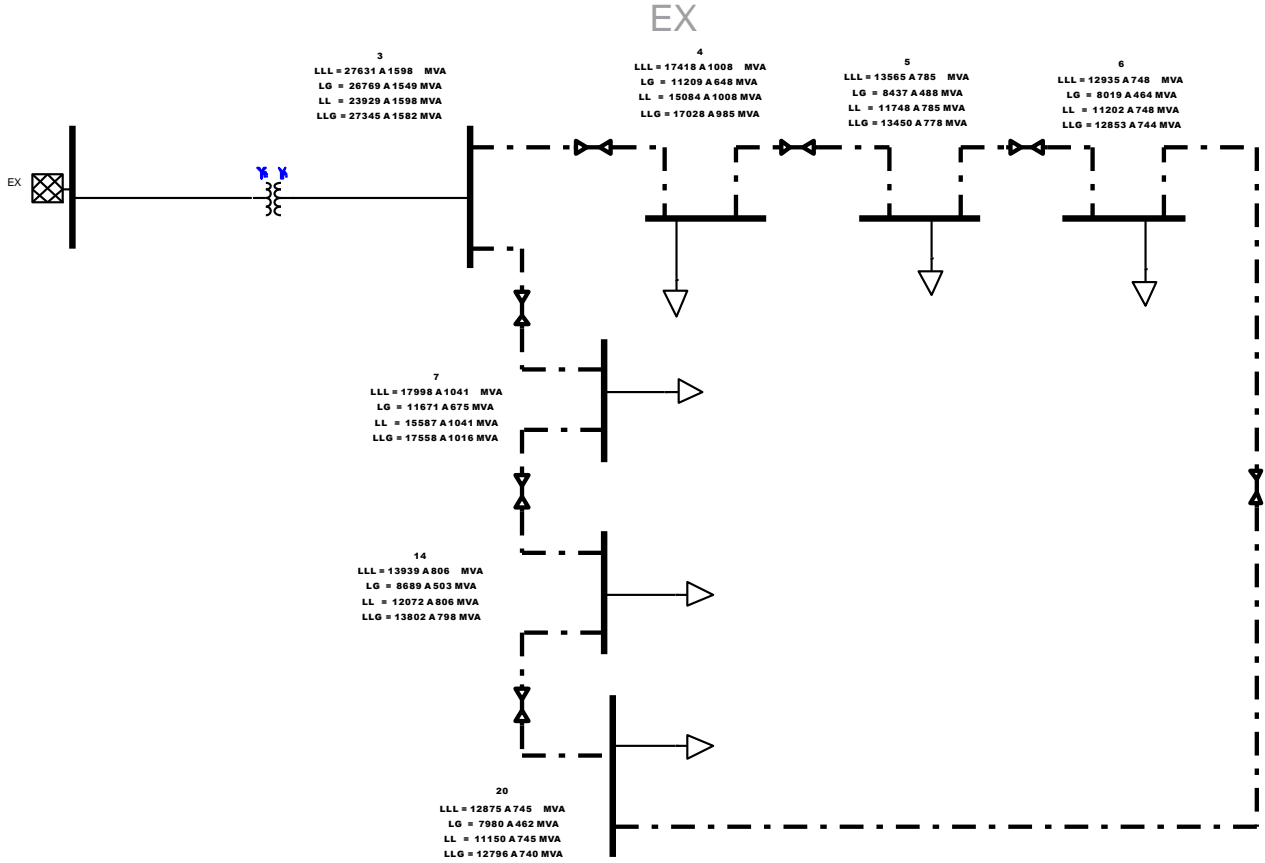 EX
3
LLL = 27631 A 1598 MVA
LG = 26769 A 1549 MVA
LL = 23929 A 1598 MVA
LLG = 27345 A 1582 MVA
4
LLL = 17418 A 1008 MVA
LG = 11209 A 648 MVA
LL = 15084 A 1008 MVA
LLG = 17028 A 985 MVA
5
LLL = 13565 A 785 MVA
LG = 8437 A 488 MVA
LL = 11748 A 785 MVA
LLG = 13450 A 778 MVA
6
LLL = 12935 A 748 MVA
LG = 8019 A 464 MVA
LL = 11202 A 748 MVA
LLG = 12853 A 744 MVA
EX
7
LLL = 17998 A 1041 MVA
LG = 11671 A 675 MVA
LL = 15587 A 1041 MVA
LLG = 17558 A 1016 MVA
14
LLL = 13939 A 806 MVA
LG = 8689 A 503 MVA
LL = 12072 A 806 MVA
LLG = 13802 A 798 MVA
20
LLL = 12875 A 745 MVA
LG = 7980 A 462 MVA
LL = 11150 A 745 MVA
LLG = 12796 A 740 MVA